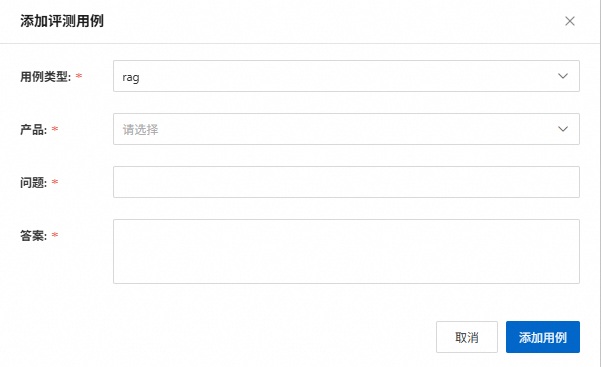 添加评测用例
用例类型: * rag
产品: * 请选择
问题: *
答案: *
取消 添加用例